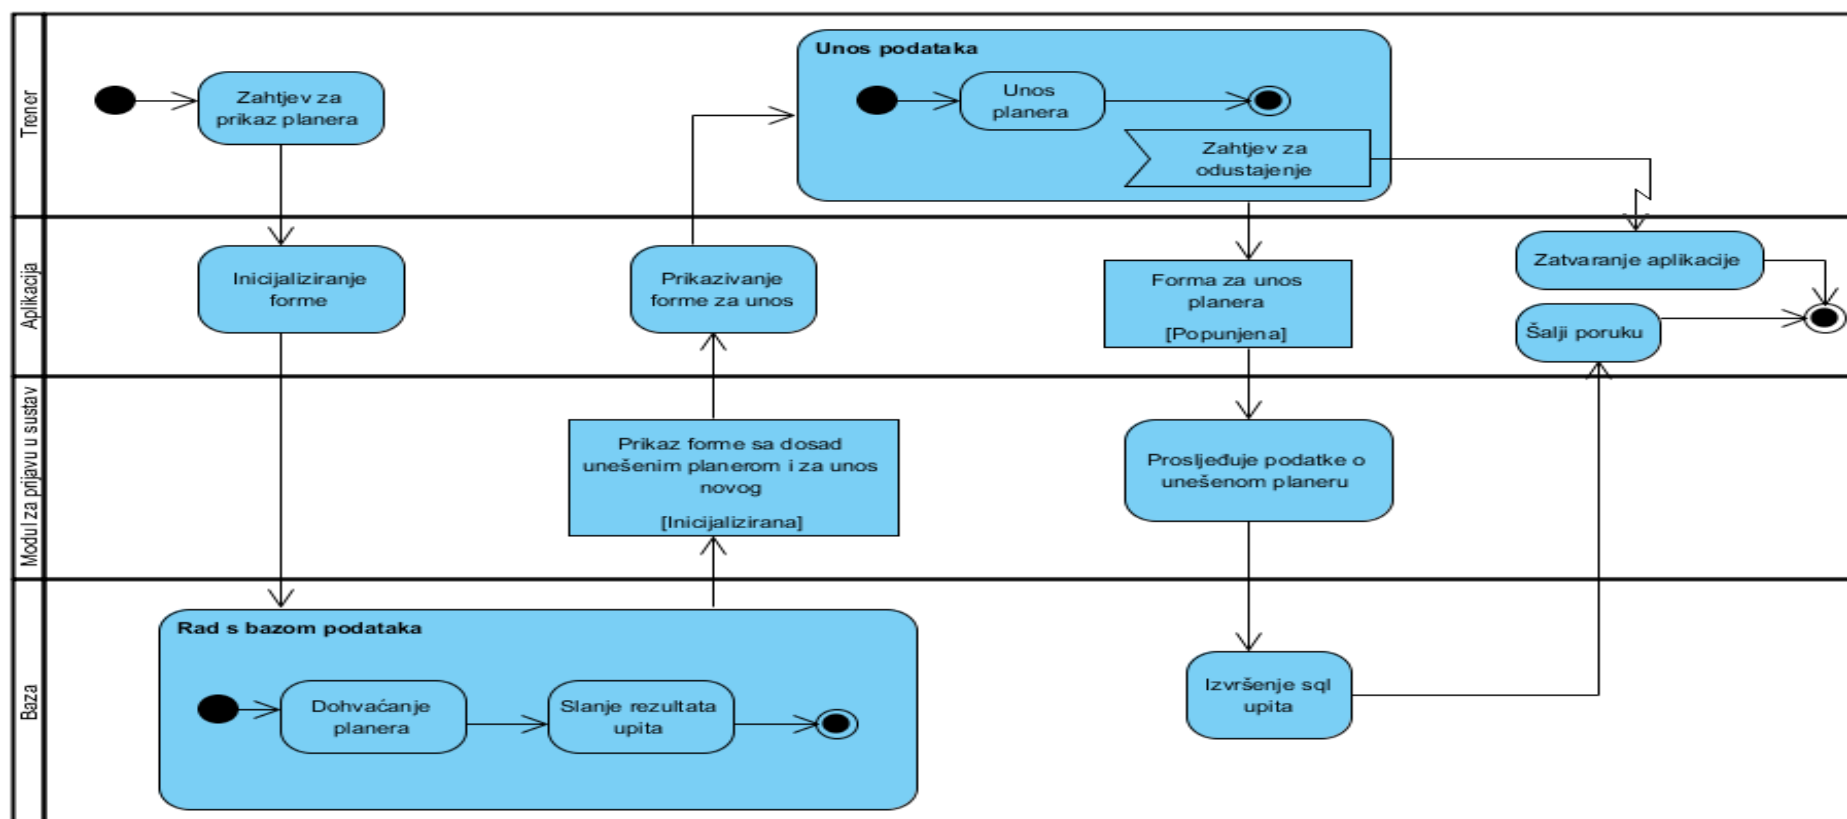 Trener
Zahtjev za
prikaz planera
Unos podataka
Unos
planera
Zahtjev za
odustajenje
Aplikacija
Inicijaliziranje
forme
Prikazivanje
forme za unos
Forma za unos
planera
[Popunjena]
Zatvaranje aplikacije
Šalji poruku
Modul za prijavu u sustav
Prikaz forme sa dosad
unešenim planerom i za unos
novog
[Inicijalizirana]
Prosljeđuje podatke o
unešenom planeru
Baza
Rad s bazom podataka
Dohvaćanje
planera
Slanje rezultata
upita
Izvršenje sql
upita